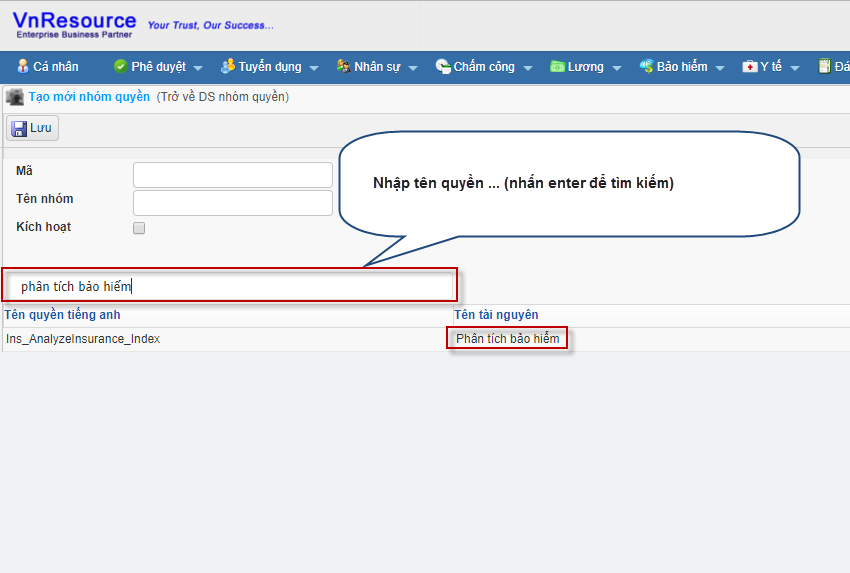 VnResource
Enterprise Business Partner
Your Trust, Our Success...
Cá nhân Phê duyệt Tuyển dụng Nhân sự Chấm công Lương Bảo hiểm Y tế Đá
Tạo mới nhóm quyền (Trở về DS nhóm quyền)
Lưu
Mã
Nhập tên quyền ... (nhấn enter để tìm kiếm)
Tên nhóm
Kích hoạt
phân tích bảo hiểm
Tên quyền tiếng anh Tên tài nguyên
Ins_AnalyzeInsurance_Index Phân tích bảo hiểm